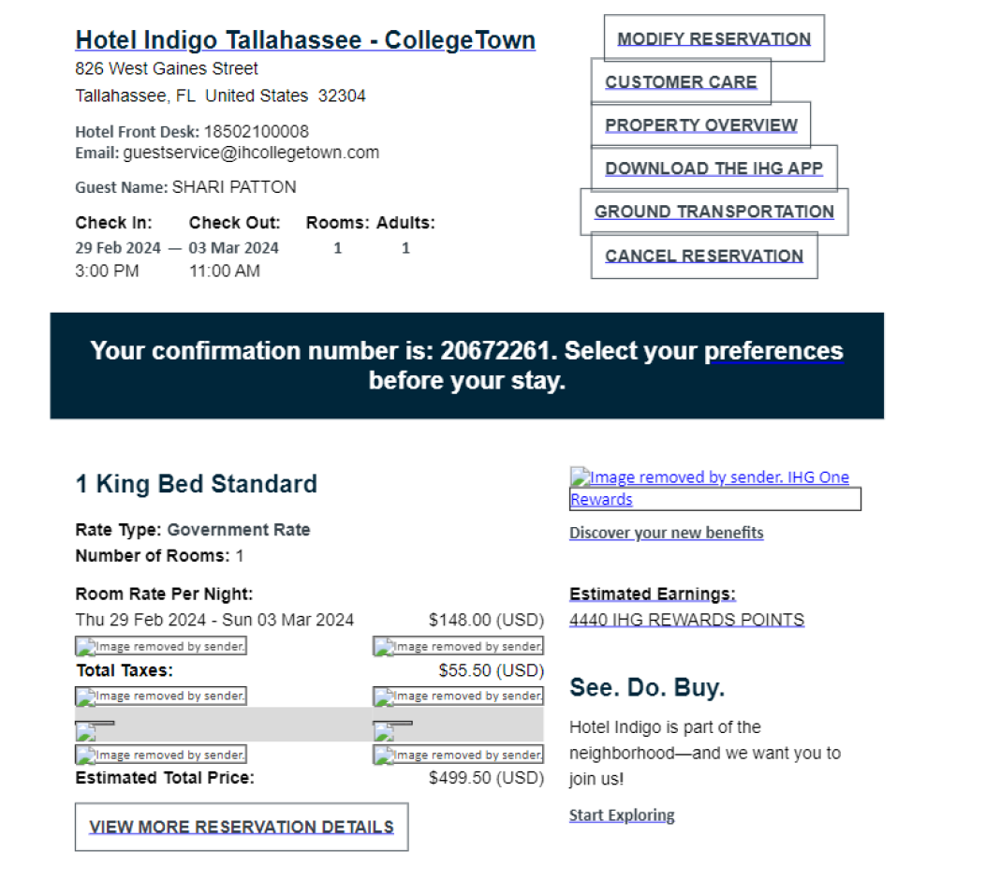 Hotel Indigo Tallahassee - CollegeTown
826 West Gaines Street
Tallahassee, FL  United States  32304
Hotel Front Desk: 18502100008
Email: guestservice@ihcollegetown.com
Guest Name: SHARI PATTON
Check In: Check Out: Rooms: Adults:
29 Feb 2024 — 03 Mar 2024 1 1
3:00 PM 11:00 AM
MODIFY RESERVATION
CUSTOMER CARE
PROPERTY OVERVIEW
DOWNLOAD THE IHG APP
GROUND TRANSPORTATION
CANCEL RESERVATION
Your confirmation number is: 20672261. Select your preferences
before your stay.
1 King Bed Standard
Rate Type: Government Rate
Number of Rooms: 1
Room Rate Per Night:
Thu 29 Feb 2024 - Sun 03 Mar 2024 $148.00 (USD)
Image removed by sender. Image removed by sender.
Total Taxes: $55.50 (USD)
Image removed by sender. Image removed by sender.
Image removed by sender. Image removed by sender.
Estimated Total Price: $499.50 (USD)
VIEW MORE RESERVATION DETAILS
Image removed by sender. IHG One
Rewards
Discover your new benefits
Estimated Earnings:
4440 IHG REWARDS POINTS
See. Do. Buy.
Hotel Indigo is part of the
neighborhood—and we want you to
join us!
Start Exploring